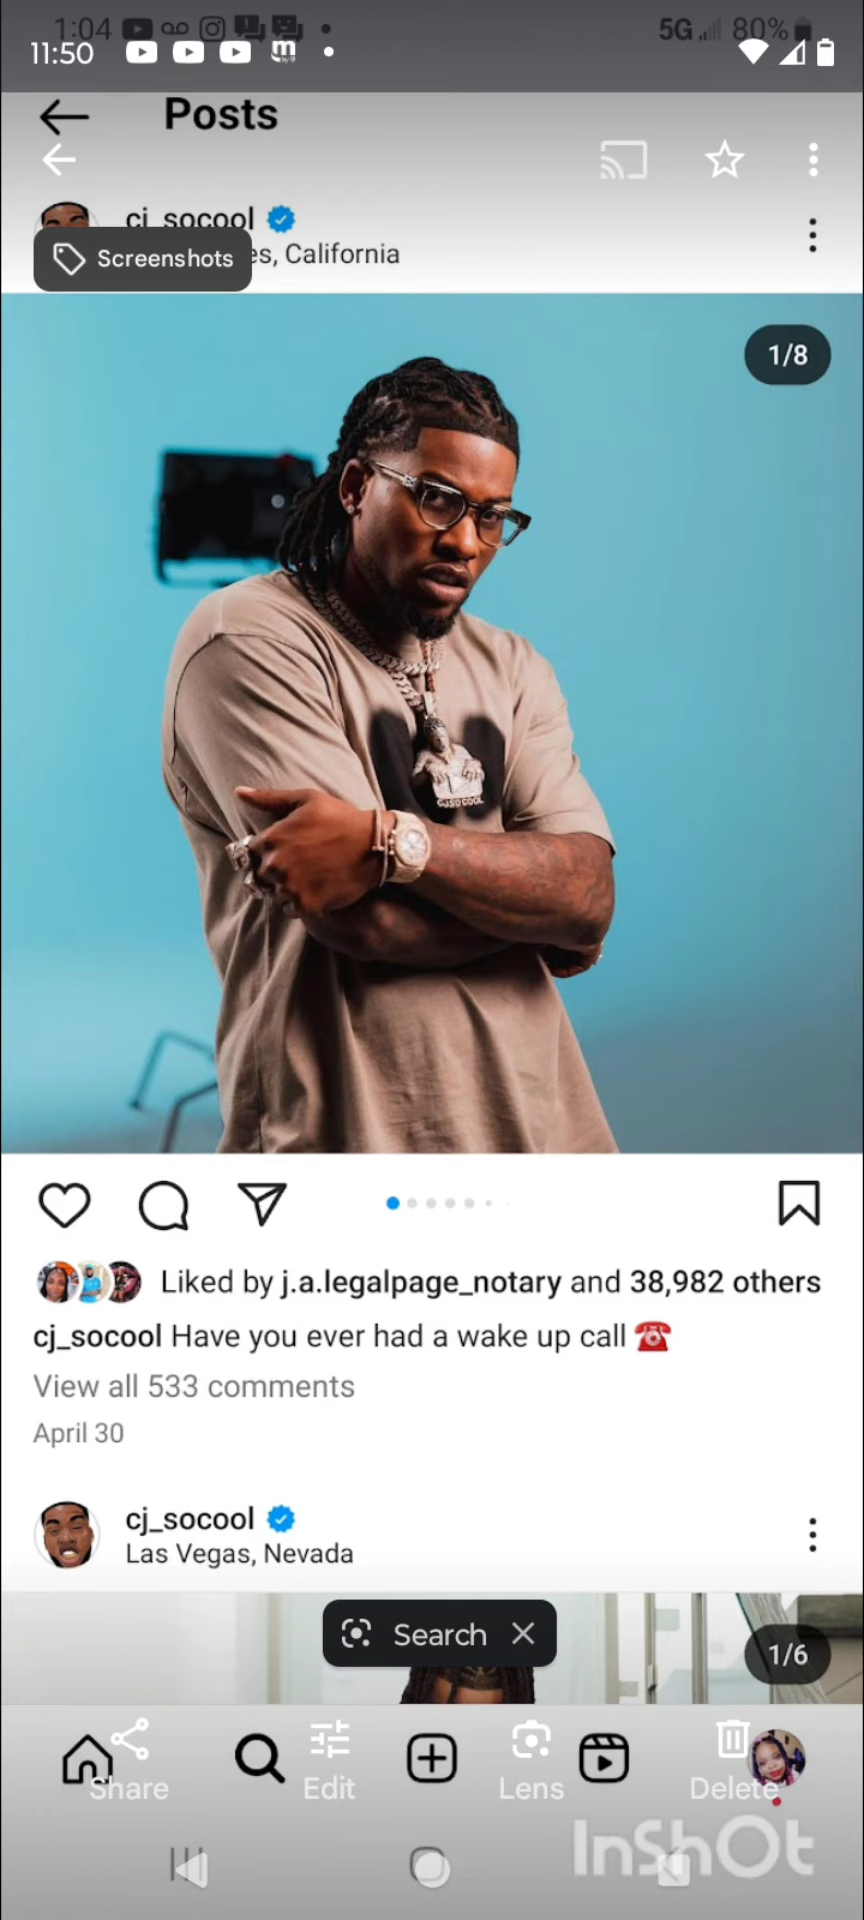 1:04
5G 80%
11:50
Posts
cj_socool
Screenshots es, California
1/8
CJSOCOOL
Liked by j.a.legalpage_notary and 38,982 others
cj_socool Have you ever had a wake up call ☎️
View all 533 comments
April 30
cj_socool
Las Vegas, Nevada
Search
1/6
Share Edit Lens Delete
InShOt